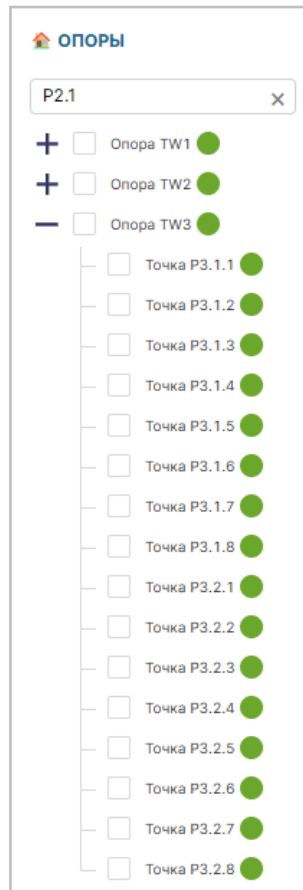 ОПОРЫ
P2.1
Опора TW1
Опора TW2
Опора TW3
Точка P3.1.1
Точка P3.1.2
Точка P3.1.3
Точка P3.1.4
Точка P3.1.5
Точка P3.1.6
Точка P3.1.7
Точка P3.1.8
Точка P3.2.1
Точка P3.2.2
Точка P3.2.3
Точка P3.2.4
Точка P3.2.5
Точка P3.2.6
Точка P3.2.7
Точка P3.2.8